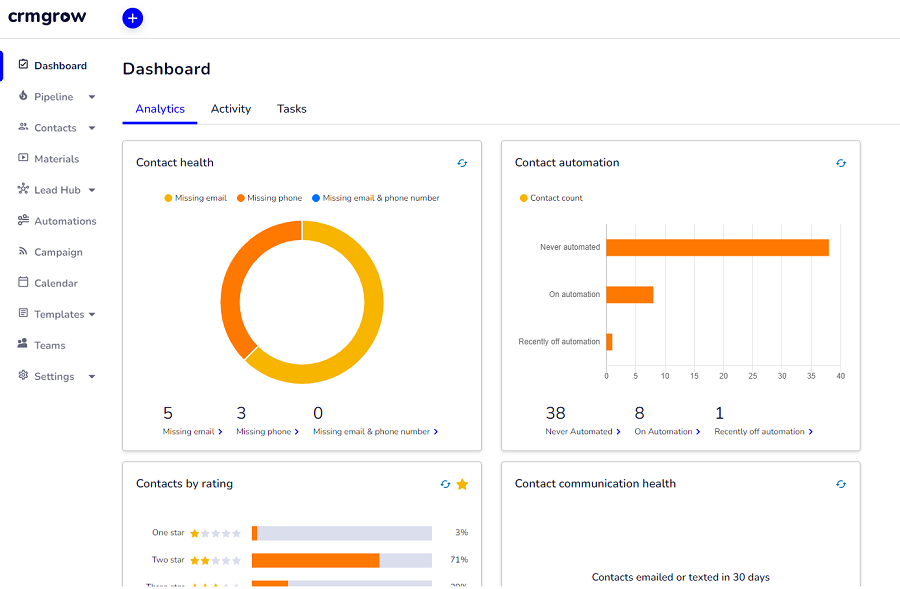 crmgrow
Dashboard
Pipeline
Contacts
Materials
Lead Hub
Automations
Campaign
Calendar
Templates
Teams
Settings
Dashboard
Analytics Activity Tasks
Contact health
Missing email Missing phone Missing email & phone number
5 3 0
Missing email Missing phone Missing email & phone number
Contact automation
Contact count
Never automated
On automation
Recently off automation
0 5 10 15 20 25 30 35 40
38 8 1
Never Automated On Automation Recently off automation
Contacts by rating
One star 3%
Two star 71%
Three star
Contact communication health
Contacts emailed or texted in 30 days